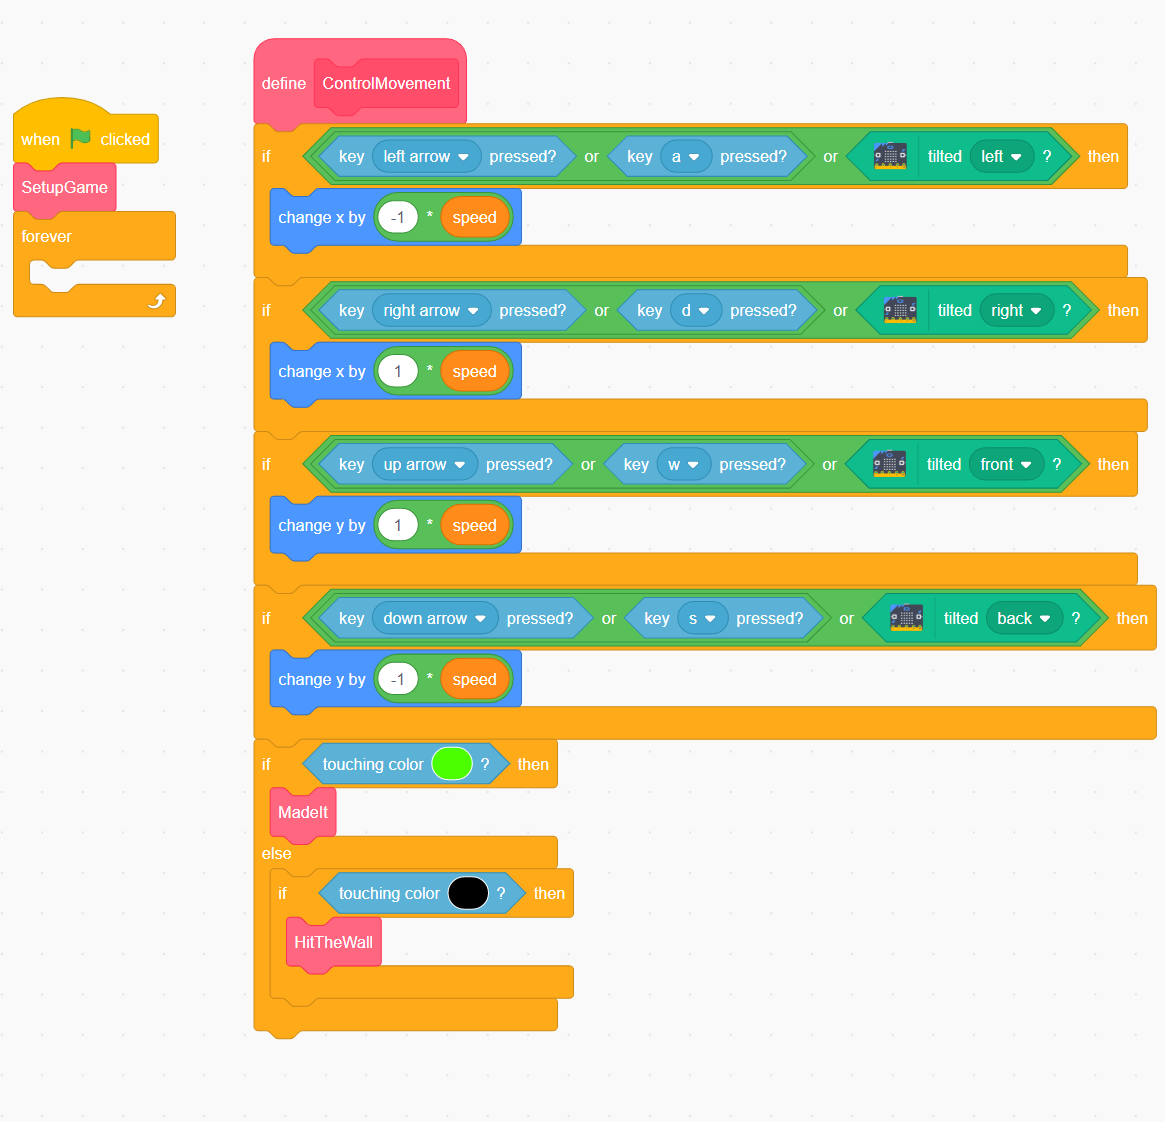 when clicked
SetupGame
forever
define ControlMovement
if key left arrow pressed? or key a pressed? or tilted left ? then
change x by -1 * speed
if key right arrow pressed? or key d pressed? or tilted right ? then
change x by 1 * speed
if key up arrow pressed? or key w pressed? or tilted front ? then
change y by 1 * speed
if key down arrow pressed? or key s pressed? or tilted back ? then
change y by -1 * speed
if touching color ? then
MadeIt
else
if touching color ? then
HitTheWall